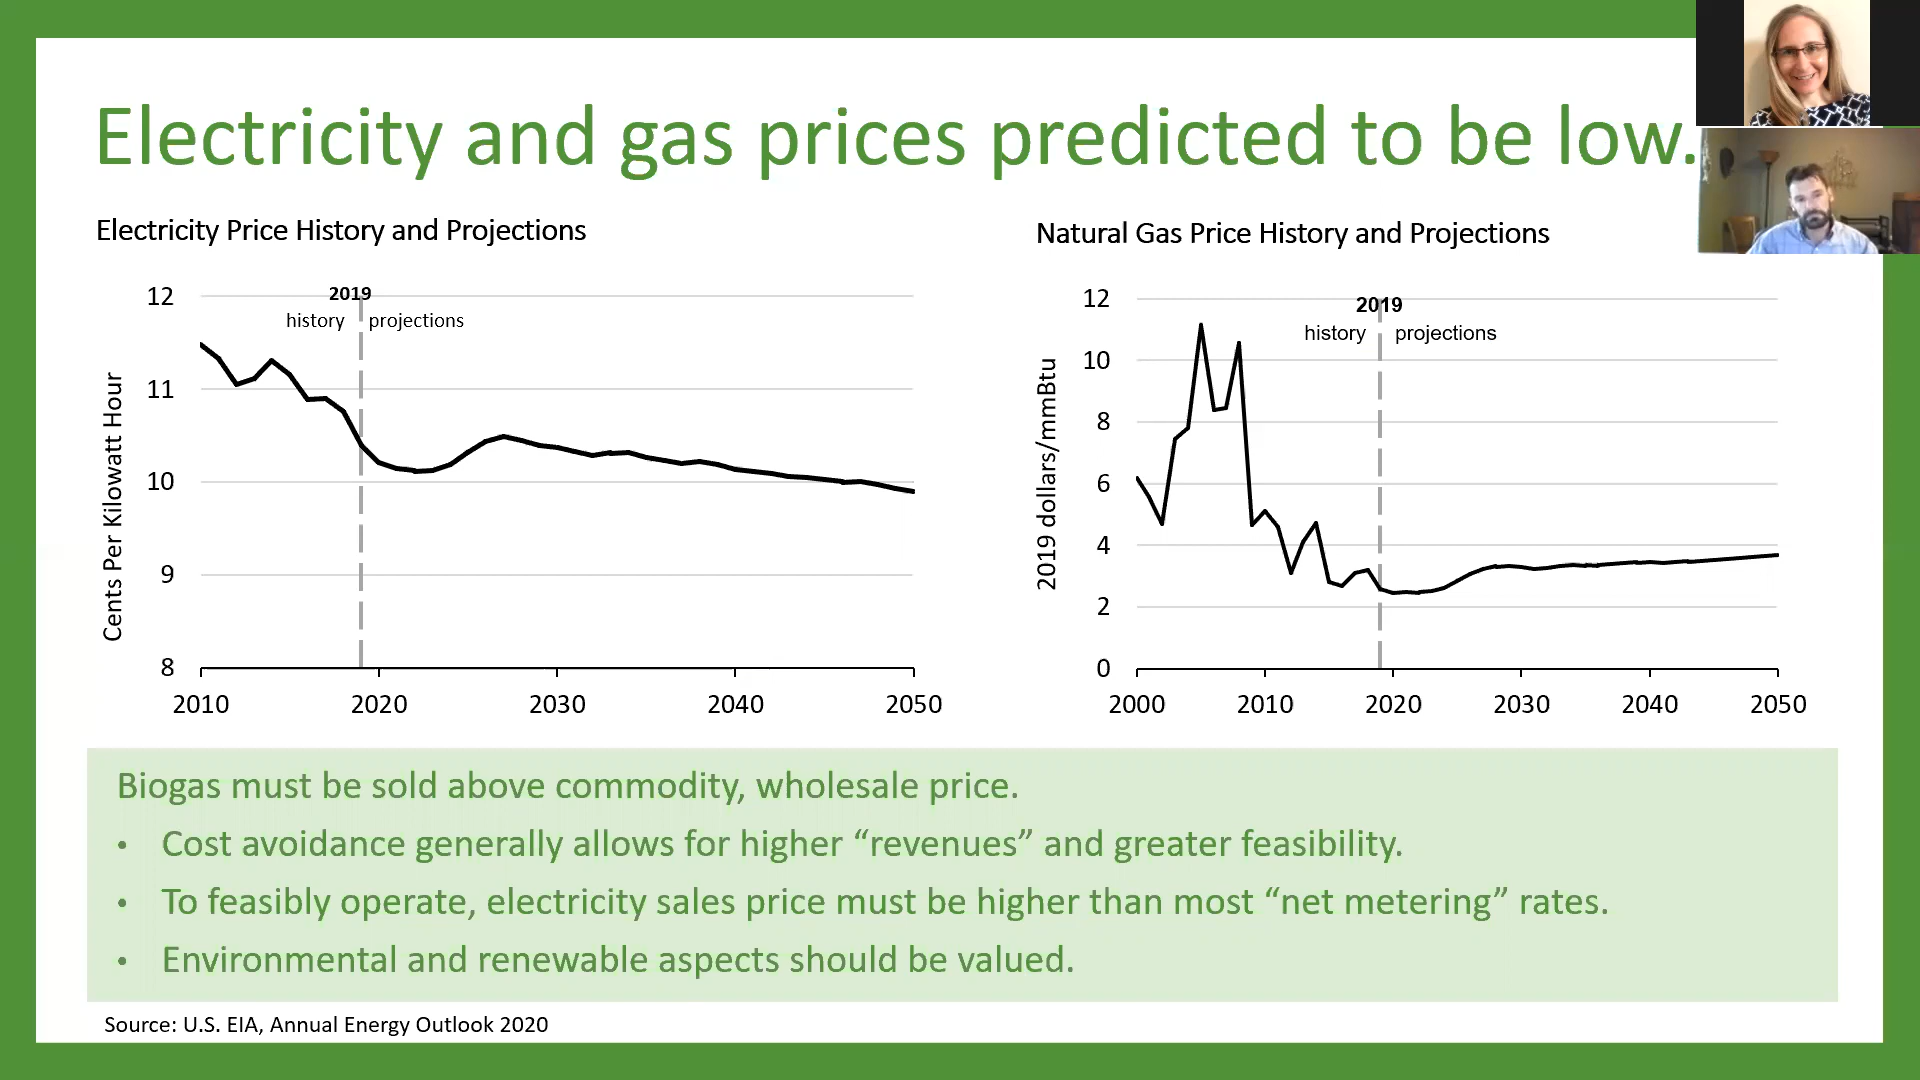 Electricity and gas prices predicted to be low.
Electricity Price History and Projections
2019
history projections
12
11
10
9
8
Cents Per Kilowatt Hour
2010 2020 2030 2040 2050
Natural Gas Price History and Projections
2019
history projections
12
10
8
6
4
2
0
2019 dollars/mmBtu
2000 2010 2020 2030 2040 2050
Biogas must be sold above commodity, wholesale price.
• Cost avoidance generally allows for higher “revenues” and greater feasibility.
• To feasibly operate, electricity sales price must be higher than most “net metering” rates.
• Environmental and renewable aspects should be valued.
Source: U.S. EIA, Annual Energy Outlook 2020